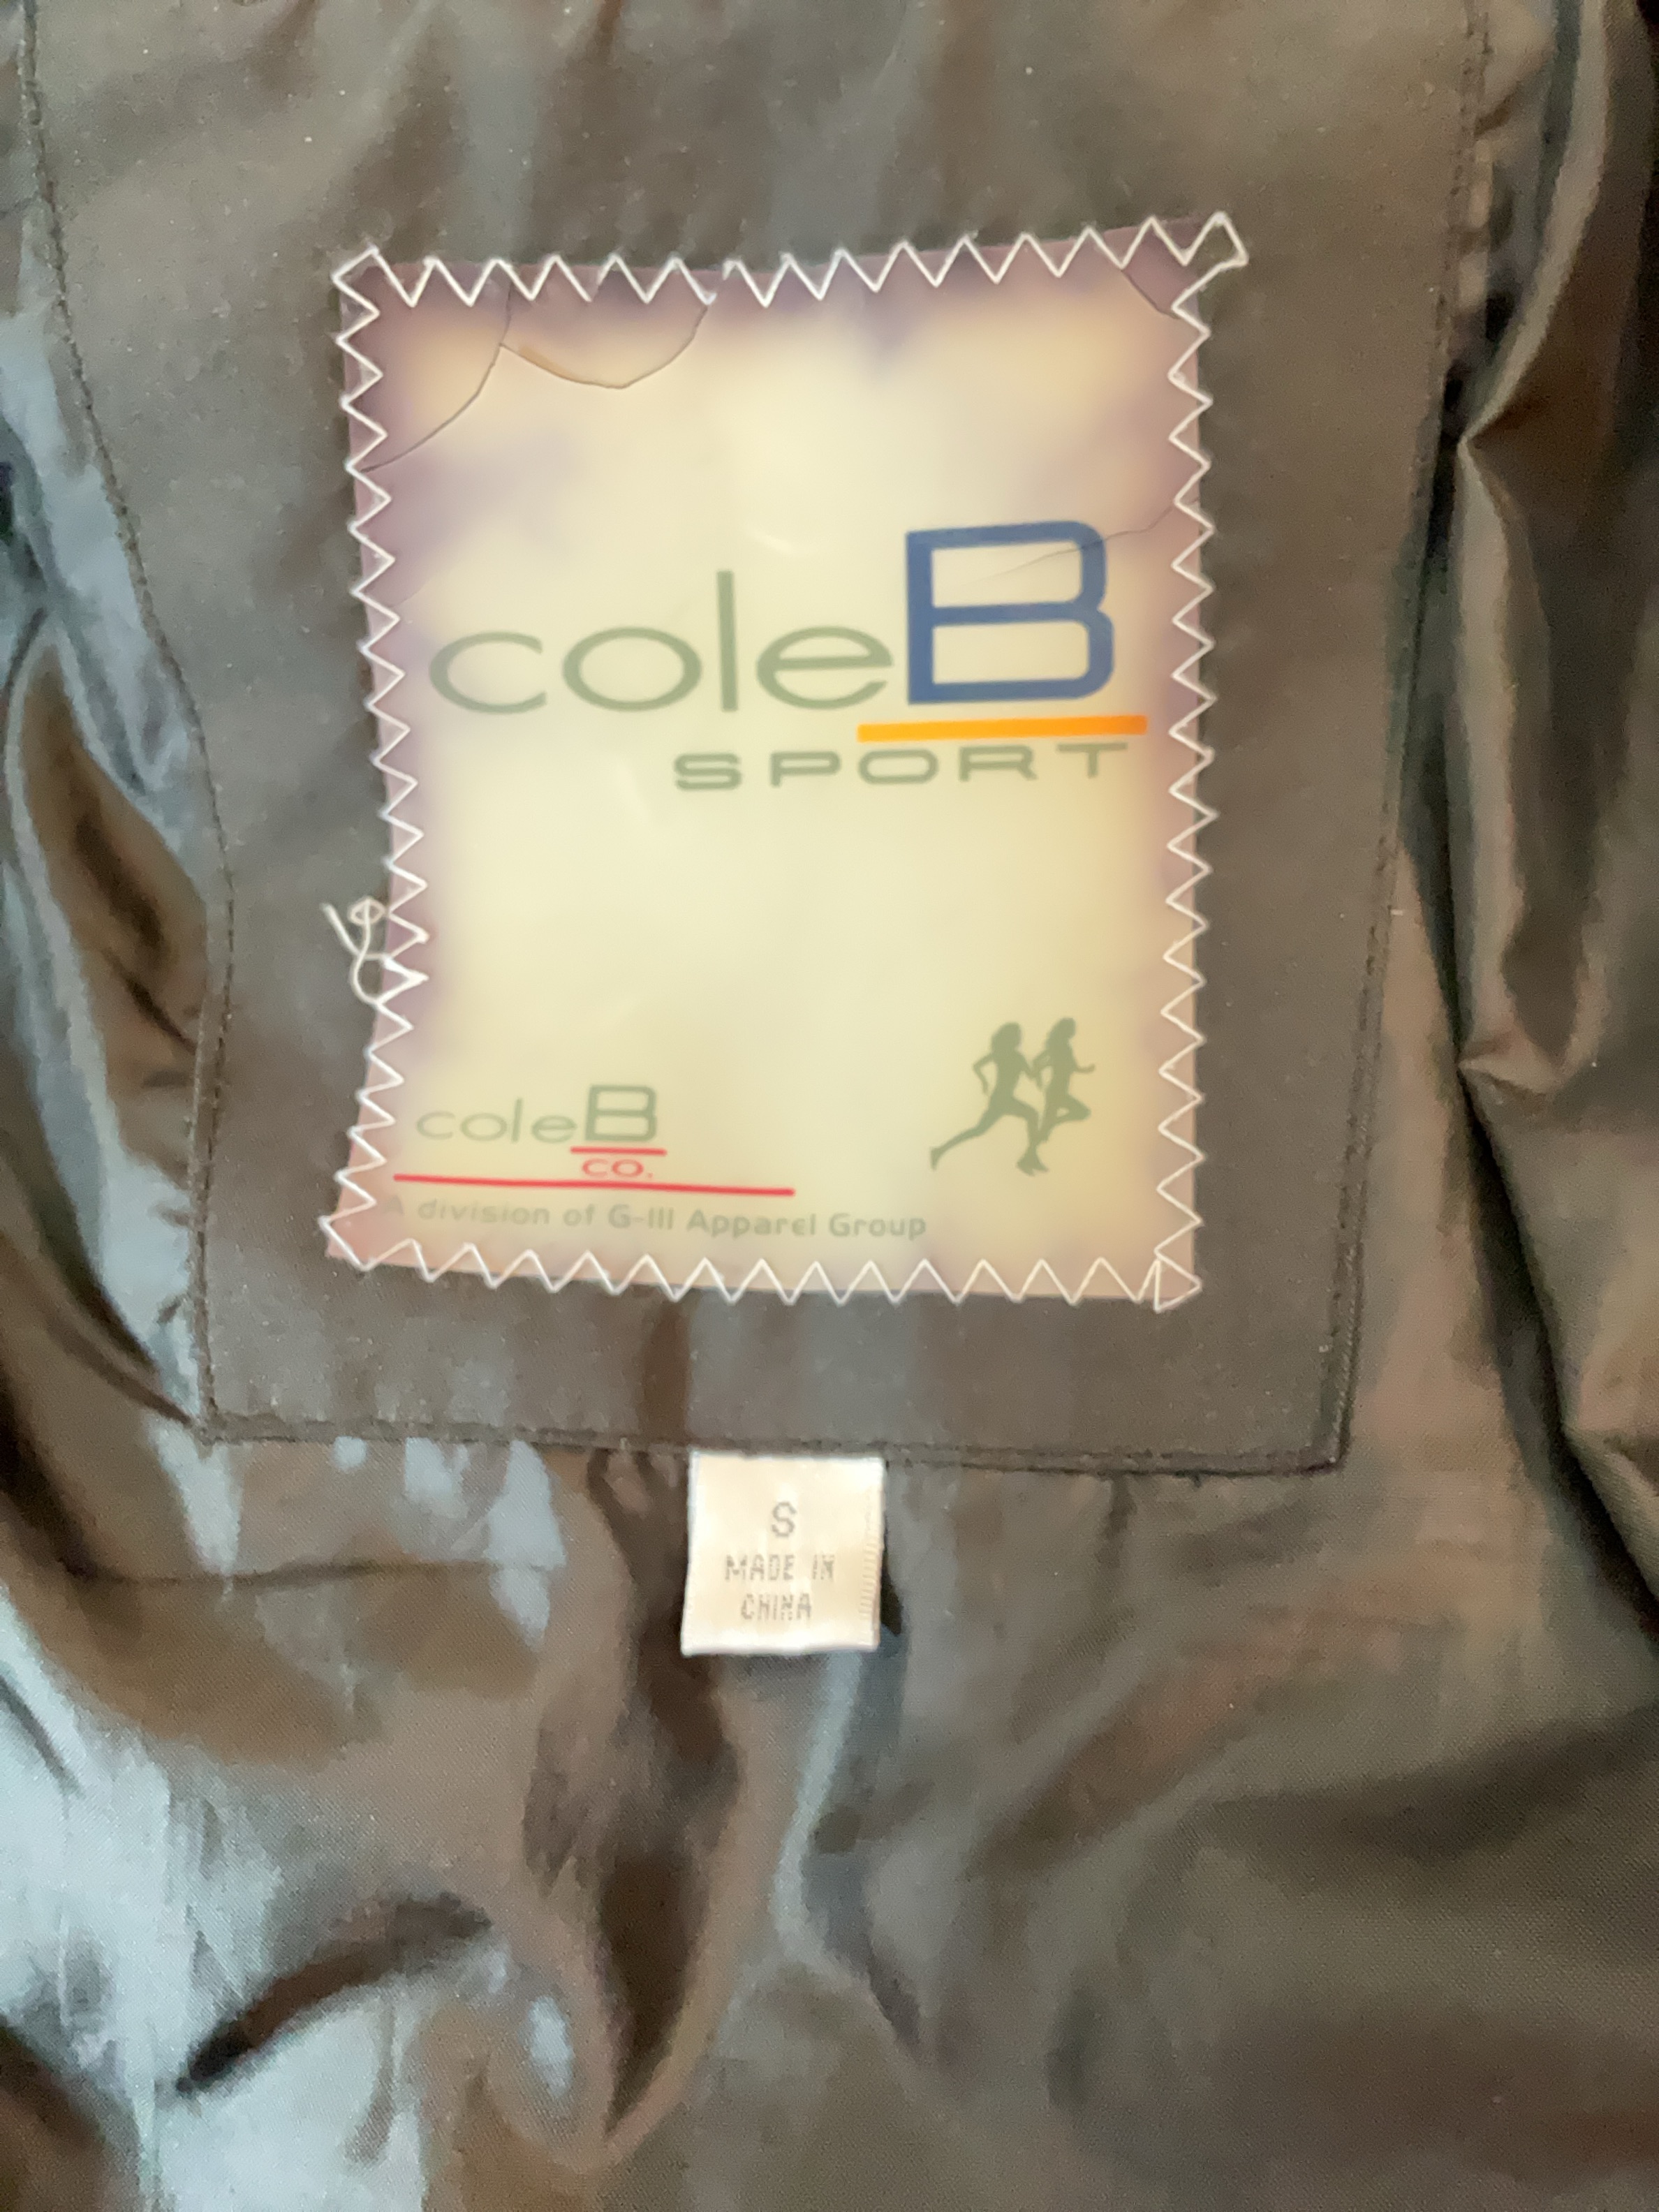 coleB
SPORT
coleB
CO.
A division of G-III Apparel Group
S
MADE IN
CHINA